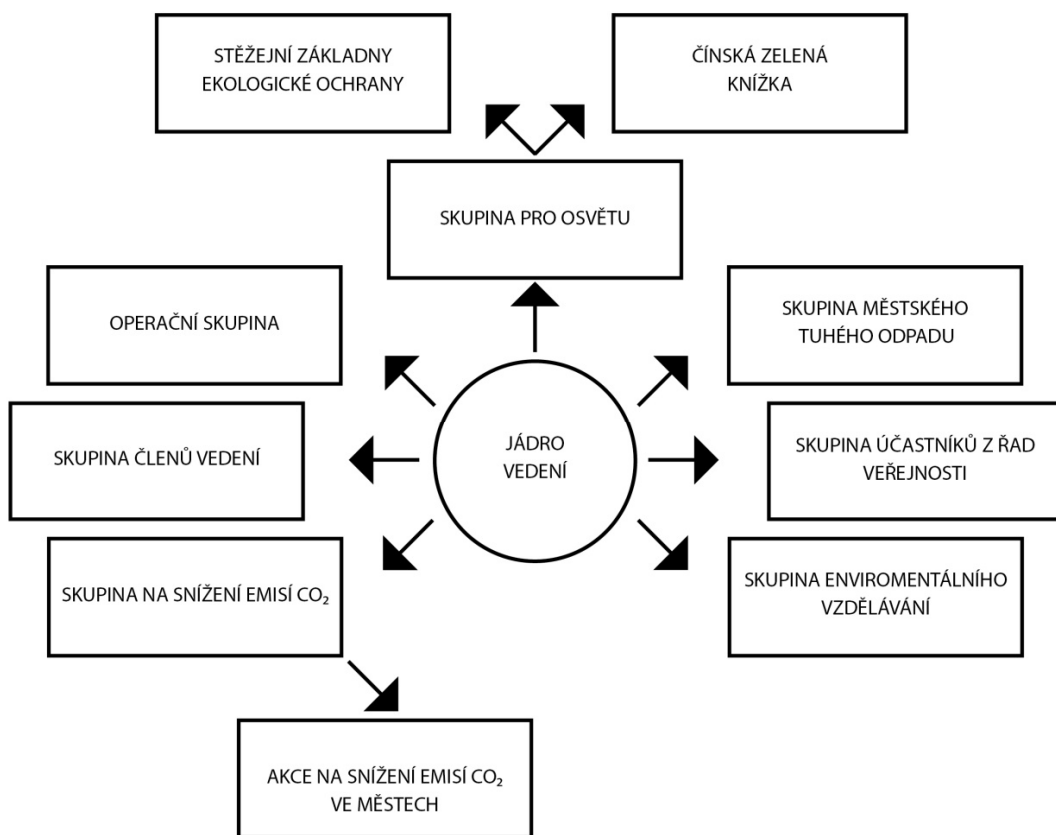 STĚŽEJNÍ ZÁKLADNY
EKOLOGICKÉ OCHRANY
ČÍNSKÁ ZELENÁ
KNÍŽKA
SKUPINA PRO OSVĚTU
OPERAČNÍ SKUPINA
SKUPINA MĚSTSKÉHO
TUHÉHO ODPADU
SKUPINA ČLENŮ VEDENÍ
JÁDRO
VEDENÍ
SKUPINA ÚČASTNÍKŮ Z ŘAD
VEŘEJNOSTI
SKUPINA NA SNÍŽENÍ EMISÍ CO₂
SKUPINA ENVIROMENTÁLNÍHO
VZDĚLÁVÁNÍ
AKCE NA SNÍŽENÍ EMISÍ CO₂
VE MĚSTECH